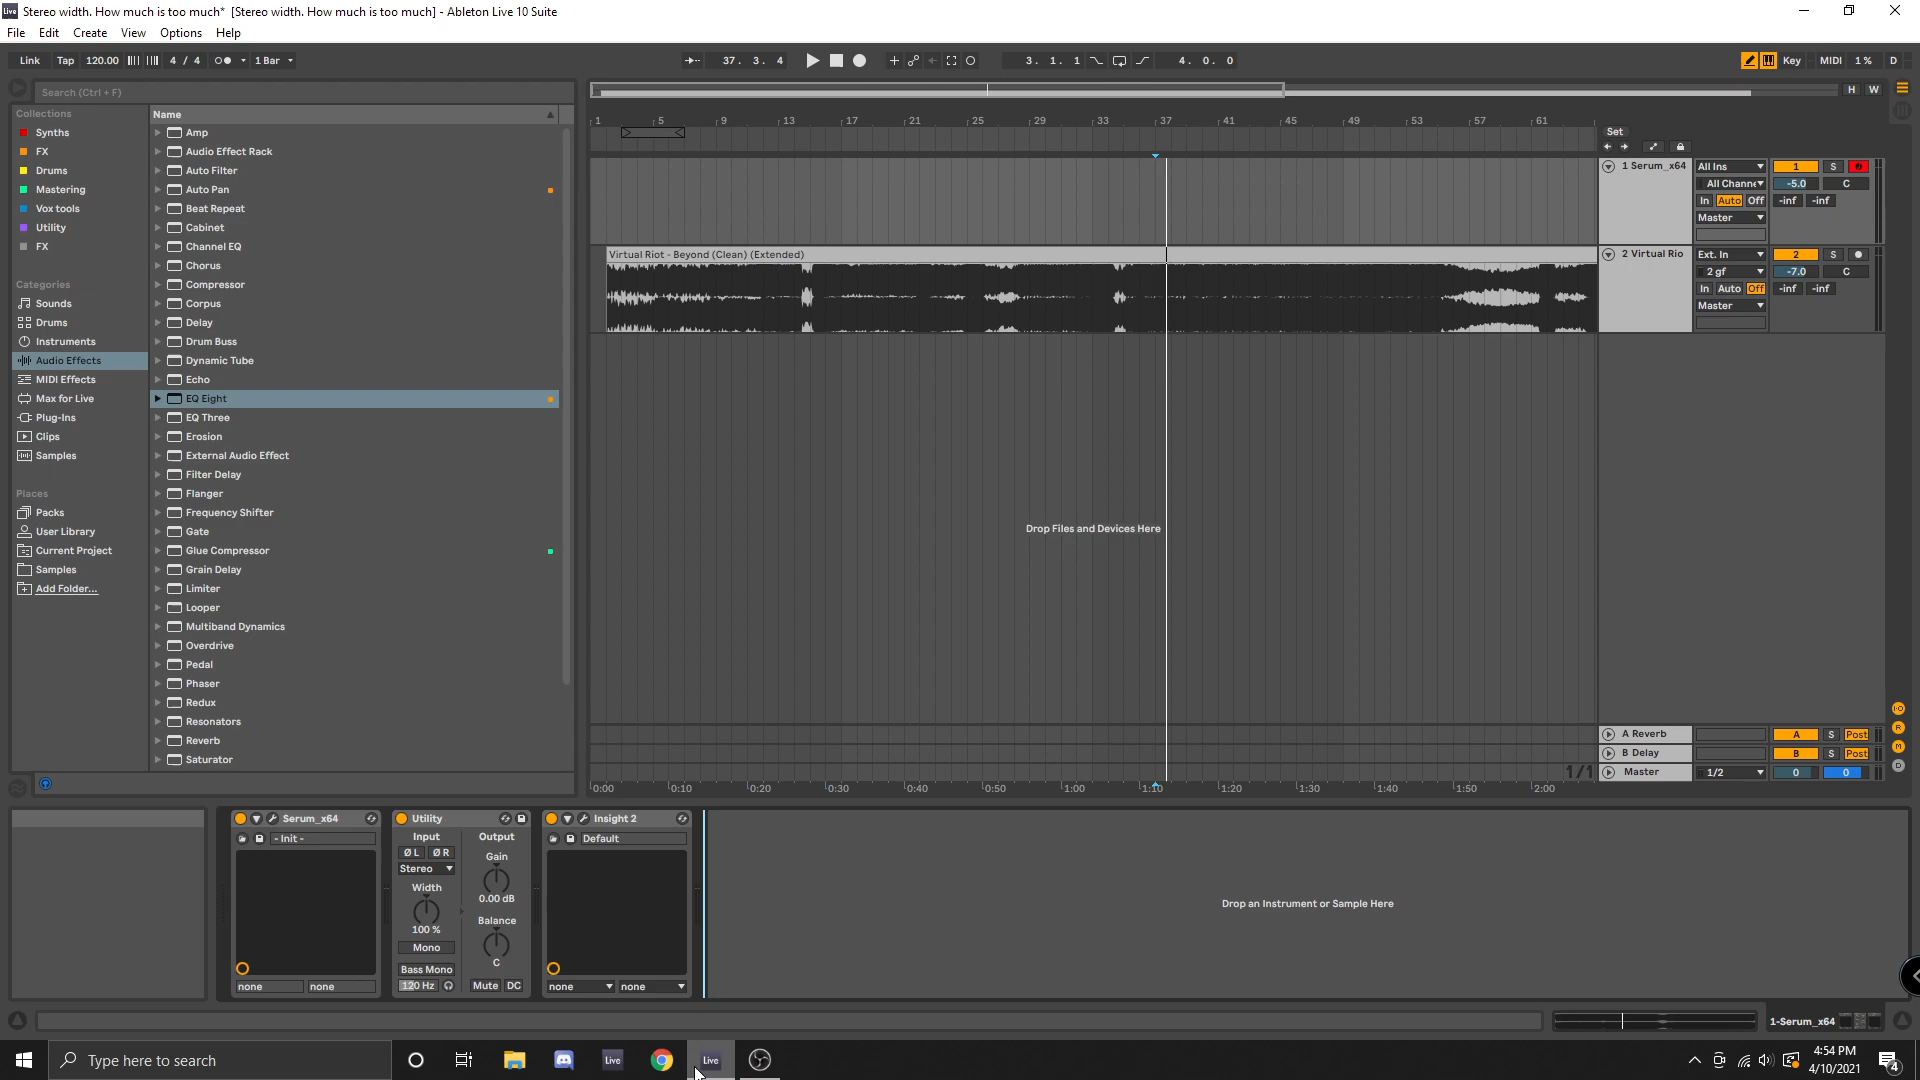 Live Stereo width. How much is too much* [Stereo width. How much is too much] - Ableton Live 10 Suite
File Edit Create View Options Help
Link Tap 120.00 4 / 4 1 Bar 37. 3. 4 3. 1. 1 4. 0. 0 Key MIDI 1 % D
Search (Ctrl + F)
H W
Collections
Synths
FX
Drums
Mastering
Vox tools
Utility
FX
Categories
Sounds
Drums
Instruments
Audio Effects
MIDI Effects
Max for Live
Plug-Ins
Clips
Samples
Places
Packs
User Library
Current Project
Samples
Add Folder...
Name
Amp
Audio Effect Rack
Auto Filter
Auto Pan
Beat Repeat
Cabinet
Channel EQ
Chorus
Compressor
Corpus
Delay
Drum Buss
Dynamic Tube
Echo
EQ Eight
EQ Three
Erosion
External Audio Effect
Filter Delay
Flanger
Frequency Shifter
Gate
Glue Compressor
Grain Delay
Limiter
Looper
Multiband Dynamics
Overdrive
Pedal
Phaser
Redux
Resonators
Reverb
Saturator
1 5 9 13 17 21 25 29 33 37 41 45 49 53 57 61
Set
1 Serum_x64 All Ins 1 S
All Channe -5.0 C
In Auto Off -inf -inf
Master
Virtual Riot - Beyond (Clean) (Extended)
2 Virtual Rio Ext. In 2 S
2 gf -7.0 C
In Auto Off -inf -inf
Master
Drop Files and Devices Here
A Reverb A S Post
B Delay B S Post
1/1 Master 1/2 0 0
0:00 0:10 0:20 0:30 0:40 0:50 1:00 1:10 1:20 1:30 1:40 1:50 2:00
Serum_x64
- Init -
none none
Utility
Input Output
Ø L Ø R Gain
Stereo
Width 0.00 dB
Balance
100 %
Mono C
Bass Mono
120 Hz Mute DC
Insight 2
Default
none none
Drop an Instrument or Sample Here
1-Serum_x64
Type here to search
Live
Live
4:54 PM
4/10/2021
4